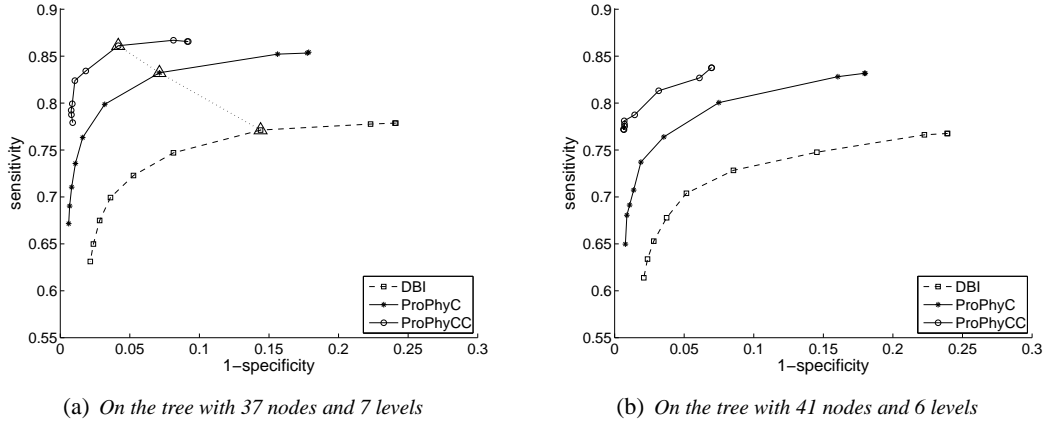 0.9
0.85
0.8
0.75
0.7
0.65
0.6
0.55
sensitivity
DBI
ProPhyC
ProPhyCC
0 0.05 0.1 0.15 0.2 0.25 0.3
1−specificity
(a) On the tree with 37 nodes and 7 levels
0.9
0.85
0.8
0.75
0.7
0.65
0.6
0.55
sensitivity
DBI
ProPhyC
ProPhyCC
0 0.05 0.1 0.15 0.2 0.25 0.3
1−specificity
(b) On the tree with 41 nodes and 6 levels